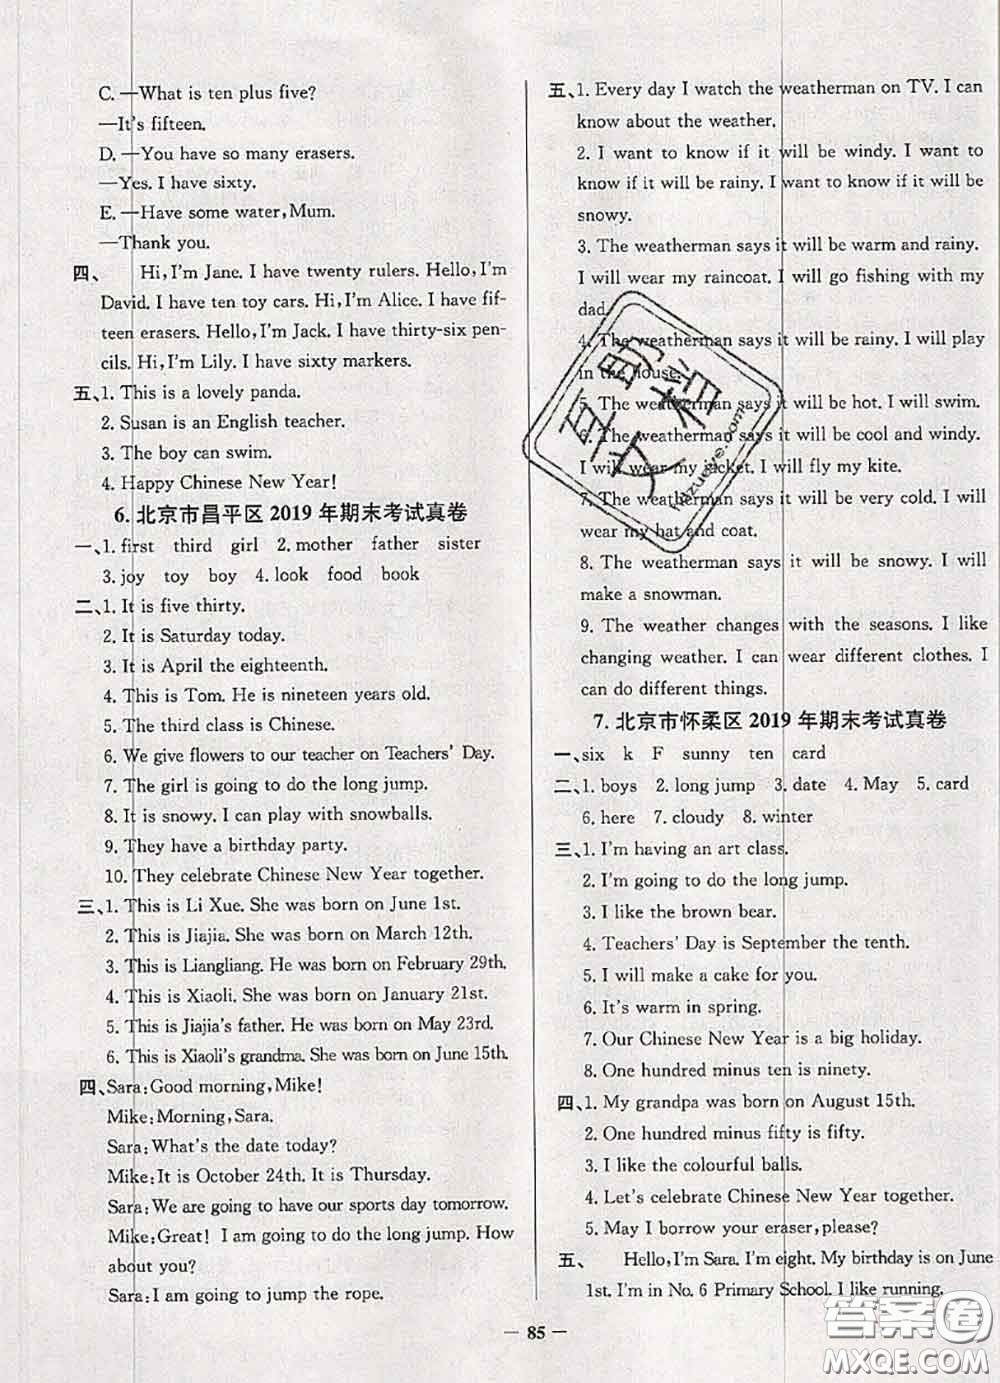 C. —What is ten plus five?
—It's fifteen.
D. —You have so many erasers.
—Yes. I have sixty.
E. —Have some water, Mum.
—Thank you.
四、 Hi, I'm Jane. I have twenty rulers. Hello, I'm
David. I have ten toy cars. Hi, I'm Alice. I have fif-
teen erasers. Hello, I'm Jack. I have thirty-six pen-
cils. Hi, I'm Lily. I have sixty markers.
五、1. This is a lovely panda.
2. Susan is an English teacher.
3. The boy can swim.
4. Happy Chinese New Year!
6. 北京市昌平区 2019 年期末考试真卷
一、1. first third girl 2. mother father sister
3. joy toy boy 4. look food book
二、1. It is five thirty.
2. It is Saturday today.
3. It is April the eighteenth.
4. This is Tom. He is nineteen years old.
5. The third class is Chinese.
6. We give flowers to our teacher on Teachers' Day.
7. The girl is going to do the long jump.
8. It is snowy. I can play with snowballs.
9. They have a birthday party.
10. They celebrate Chinese New Year together.
三、1. This is Li Xue. She was born on June 1st.
2. This is Jiajia. She was born on March 12th.
3. This is Liangliang. He was born on February 29th.
4. This is Xiaoli. She was born on January 21st.
5. This is Jiajia's father. He was born on May 23rd.
6. This is Xiaoli's grandma. She was born on June 15th.
四、Sara: Good morning, Mike!
Mike: Morning, Sara.
Sara: What's the date today?
Mike: It is October 24th. It is Thursday.
Sara: We are going to have our sports day tomorrow.
Mike: Great! I am going to do the long jump. How
about you?
Sara: I am going to jump the rope.
五、1. Every day I watch the weatherman on TV. I can
know about the weather.
2. I want to know if it will be windy. I want to
know if it will be rainy. I want to know if it will be
snowy.
3. The weatherman says it will be warm and rainy.
I will wear my raincoat. I will go fishing with my
dad.
4. The weatherman says it will be rainy. I will play
in the house.
5. The weatherman says it will be hot. I will swim.
6. The weatherman says it will be cool and windy.
I will wear my jacket. I will fly my kite.
7. The weatherman says it will be very cold. I will
wear my hat and coat.
8. The weatherman says it will be snowy. I will
make a snowman.
9. The weather changes with the seasons. I like
changing weather. I can wear different clothes. I
can do different things.
7. 北京市怀柔区 2019 年期末考试真卷
一、six k F sunny ten card
二、1. boys 2. long jump 3. date 4. May 5. card
6. here 7. cloudy 8. winter
三、1. I'm having an art class.
2. I'm going to do the long jump.
3. I like the brown bear.
4. Teachers' Day is September the tenth.
5. I will make a cake for you.
6. It's warm in spring.
7. Our Chinese New Year is a big holiday.
8. One hundred minus ten is ninety.
四、1. My grandpa was born on August 15th.
2. One hundred minus fifty is fifty.
3. I like the colourful balls.
4. Let's celebrate Chinese New Year together.
5. May I borrow your eraser, please?
五、 Hello, I'm Sara. I'm eight. My birthday is on June
1st. I'm in No. 6 Primary School. I like running.
— 85 —
答案圈
MXQE.COM